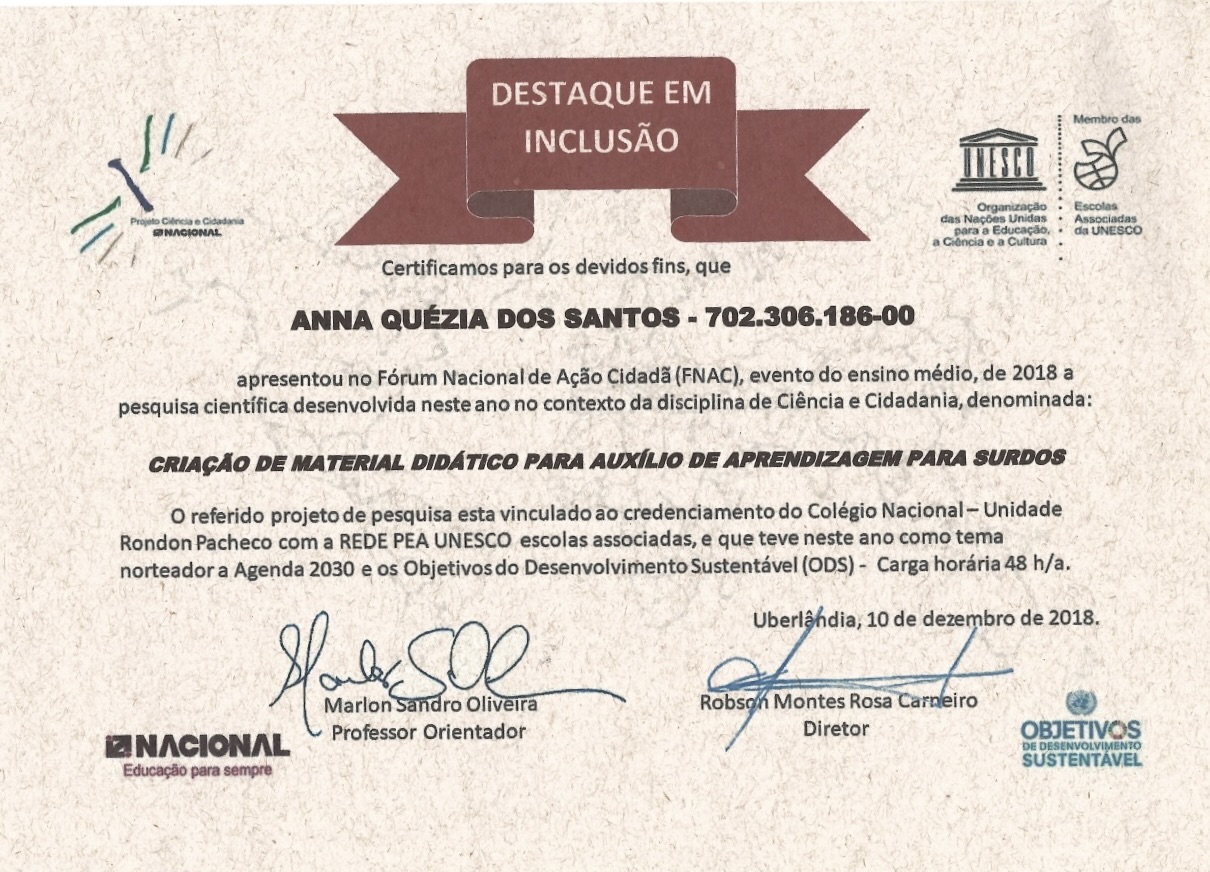 DESTAQUE EM
INCLUSÃO
Projeto Ciência e Cidadania
NACIONAL
UNESCO
Organização
das Nações Unidas
para a Educação,
a Ciência e a Cultura
Membro das
Escolas
Associadas
da UNESCO
Certificamos para os devidos fins, que
ANNA QUÉZIA DOS SANTOS - 702.306.186-00
apresentou no Fórum Nacional de Ação Cidadã (FNAC), evento do ensino médio, de 2018 a
pesquisa científica desenvolvida neste ano no contexto da disciplina de Ciência e Cidadania, denominada:
CRIAÇÃO DE MATERIAL DIDÁTICO PARA AUXÍLIO DE APRENDIZAGEM PARA SURDOS
O referido projeto de pesquisa esta vinculado ao credenciamento do Colégio Nacional – Unidade
Rondon Pacheco com a REDE PEA UNESCO escolas associadas, e que teve neste ano como tema
norteador a Agenda 2030 e os Objetivos do Desenvolvimento Sustentável (ODS) - Carga horária 48 h/a.
Uberlândia, 10 de dezembro de 2018.
Marlon Sandro Oliveira
Professor Orientador
Robson Montes Rosa Carneiro
Diretor
NACIONAL
Educação para sempre
OBJETIVOS
DE DESENVOLVIMENTO
SUSTENTÁVEL